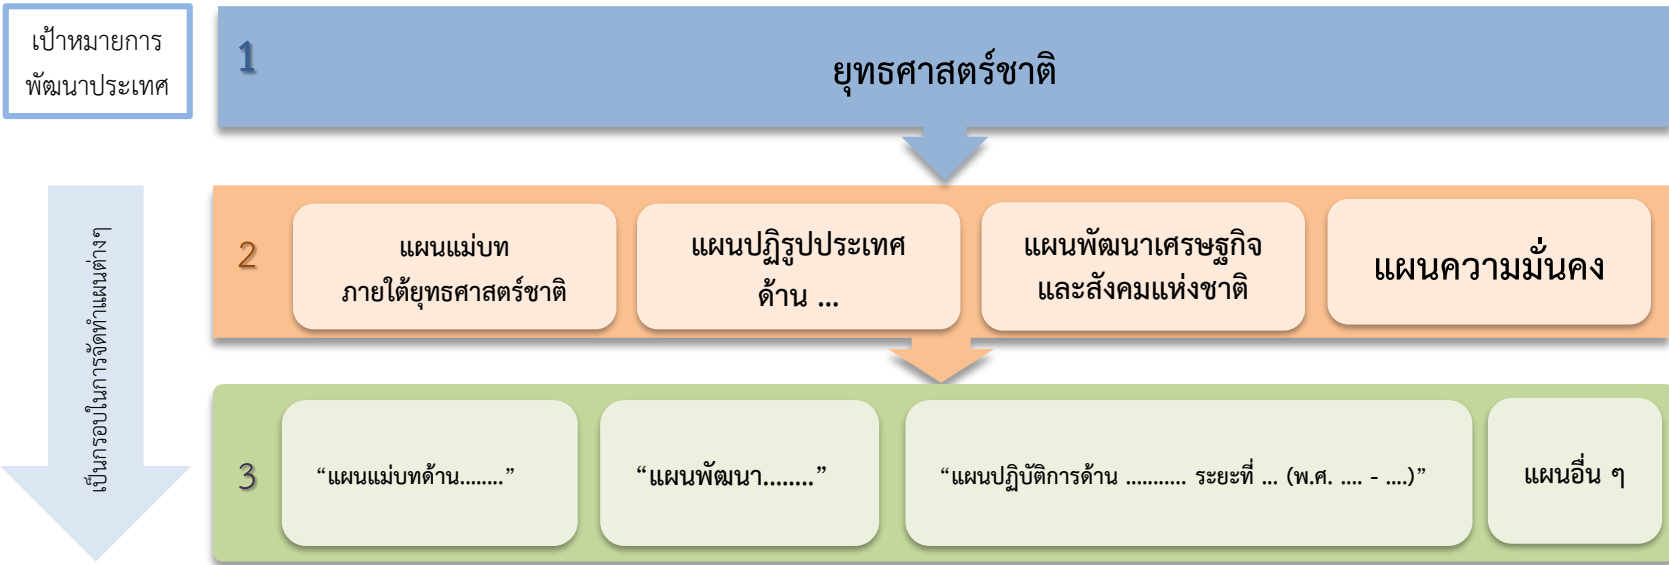 เป้าหมายการ
พัฒนาประเทศ
1
ยุทธศาสตร์ชาติ
เป็นกรอบในการจัดทำแผนต่างๆ
2
แผนแม่บท
ภายใต้ยุทธศาสตร์ชาติ
แผนปฏิรูปประเทศ
ด้าน ...
แผนพัฒนาเศรษฐกิจ
และสังคมแห่งชาติ
แผนความมั่นคง
3
“แผนแม่บทด้าน........”
“แผนพัฒนา........”
“แผนปฏิบัติการด้าน ........... ระยะที่ ... (พ.ศ. .... - ....)”
แผนอื่น ๆ